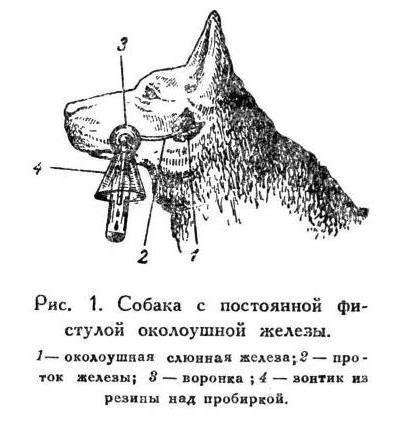 3
4
2
1
Рис. 1. Собака с постоянной фи-
стулой околоушной железы.
1— околоушная слюнная железа; 2 — про-
ток железы; 3 — воронка ; 4 — зонтик из
резины над пробиркой.